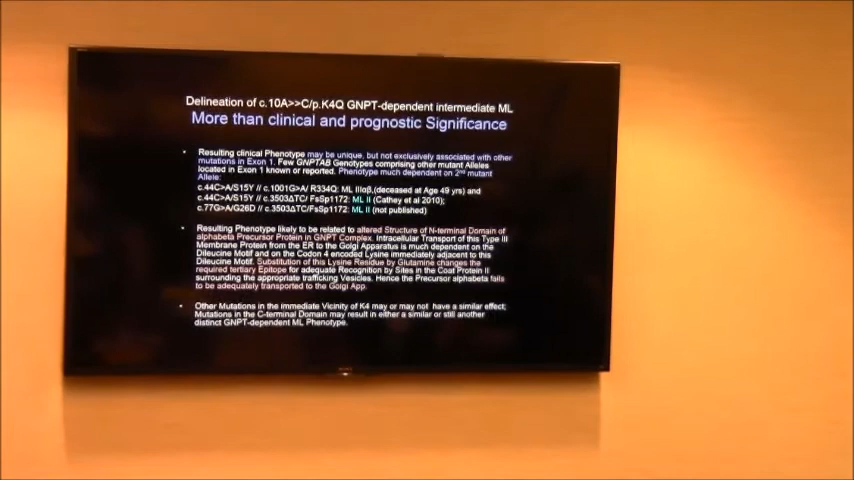 Delineation of c.10A>>C/p.K4Q GNPT-dependent intermediate ML
More than clinical and prognostic Significance
• Resulting clinical Phenotype may be unique, but not exclusively associated with other
mutations in Exon 1. Few GNPTAB Genotypes comprising other mutant Alleles
located in Exon 1 known or reported. Phenotype much dependent on 2nd mutant
Allele:
c.44C>A/S15Y // c.1001G>A/ R334Q: ML IIIαβ,(deceased at Age 49 yrs) and
c.44C>A/S15Y // c.3503ΔTC/ FsSp1172: ML II (Cathey et al 2010);
c.77G>A/G26D // c.3503ΔTC/FsSp1172: ML II (not published)
• Resulting Phenotype likely to be related to altered Structure of N-terminal Domain of
alphabeta Precursor Protein in GNPT Complex. Intracellular Transport of this Type III
Membrane Protein from the ER to the Golgi Apparatus is much dependent on the
Dileucine Motif and on the Codon 4 encoded Lysine immediately adjacent to this
Dileucine Motif. Substitution of this Lysine Residue by Glutamine changes the
required tertiary Epitope for adequate Recognition by Sites in the Coat Protein II
surrounding the appropriate trafficking Vesicles. Hence the Precursor alphabeta fails
to be adequately transported to the Golgi App.
• Other Mutations in the immediate Vicinity of K4 may or may not have a similar effect;
Mutations in the C-terminal Domain may result in either a similar or still another
distinct GNPT-dependent ML Phenotype.